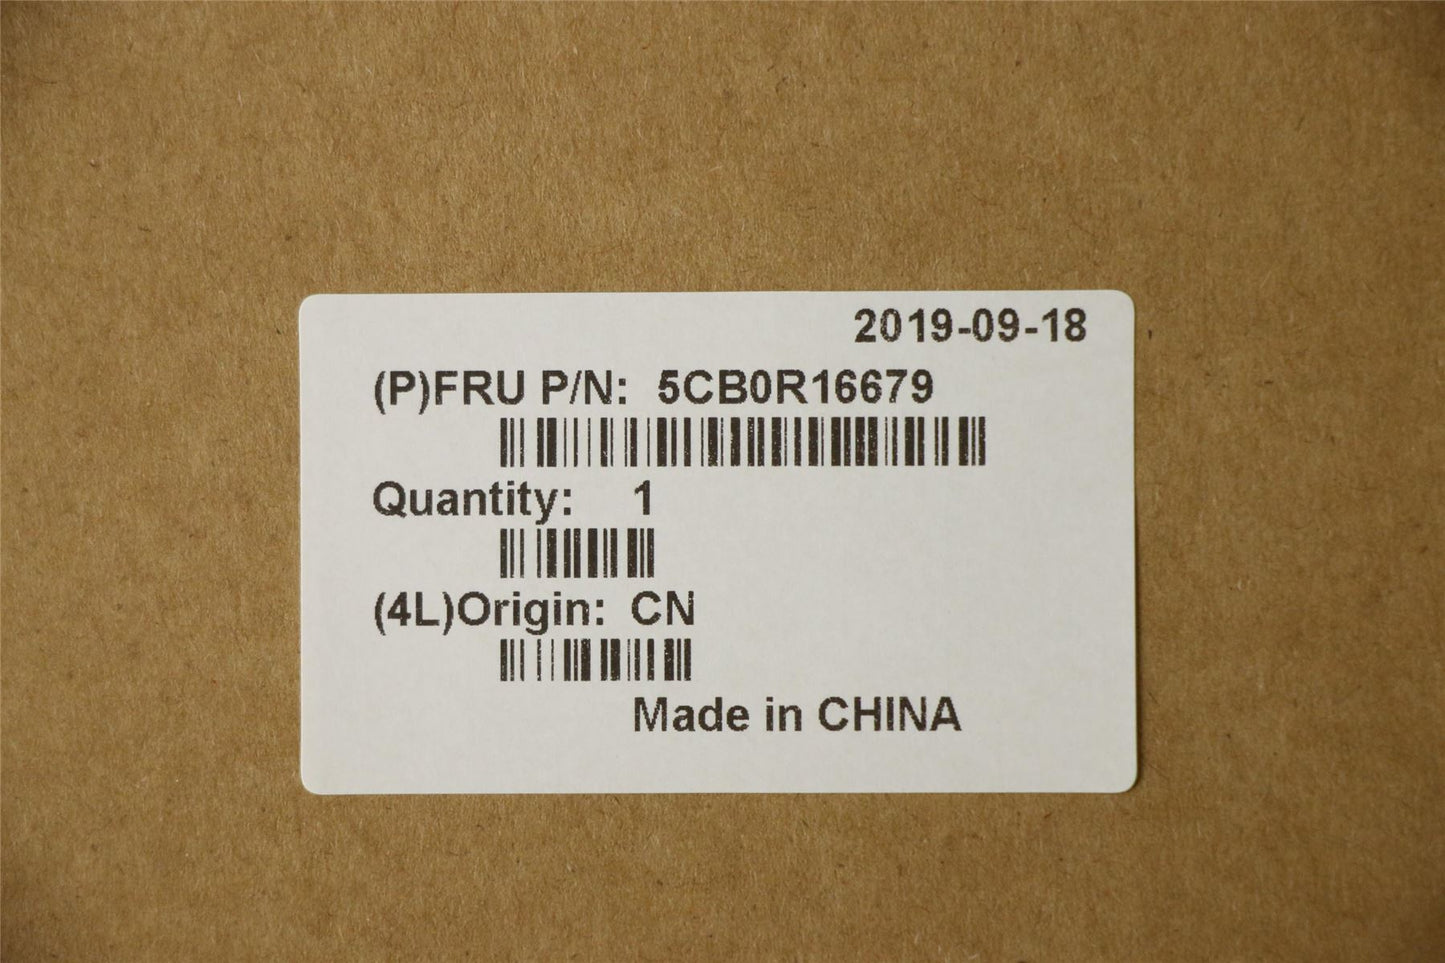 2019-09-18
(P)FRU P/N: 5CB0R16679
Quantity: 1
(4L)Origin: CN
Made in CHINA